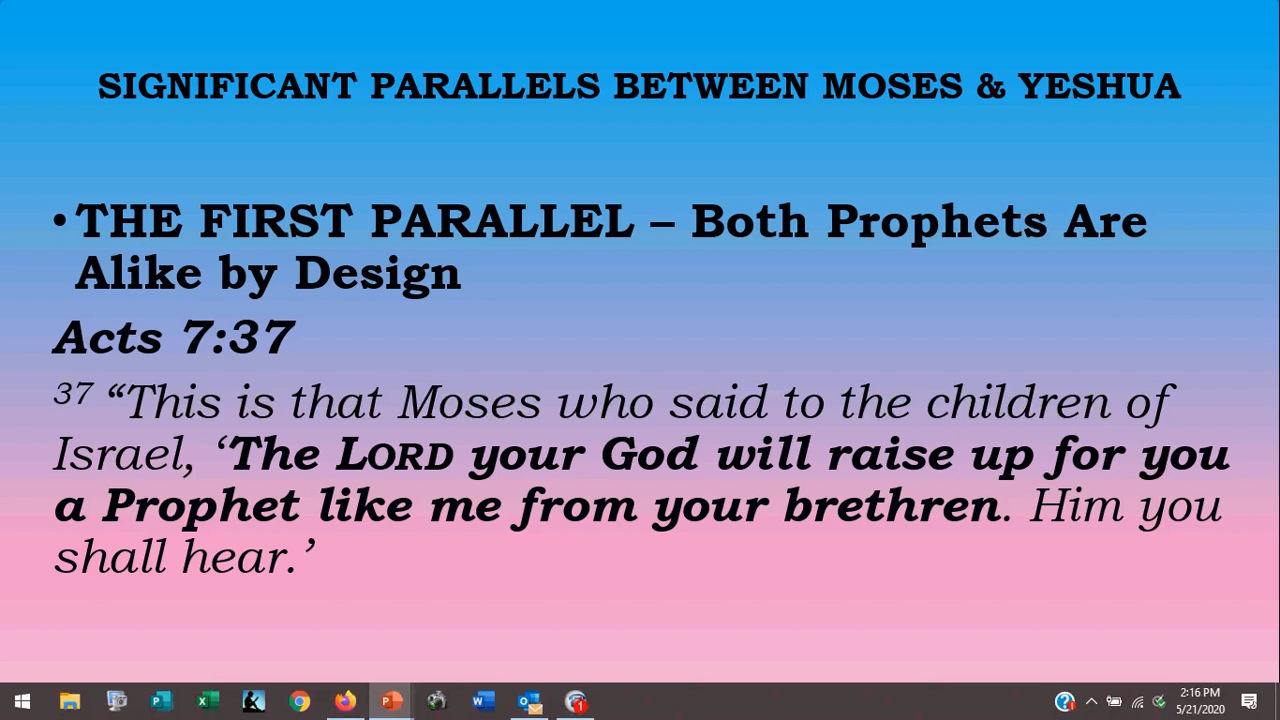 SIGNIFICANT PARALLELS BETWEEN MOSES & YESHUA
• THE FIRST PARALLEL – Both Prophets Are
Alike by Design
Acts 7:37
37 “This is that Moses who said to the children of
Israel, ‘The LORD your God will raise up for you
a Prophet like me from your brethren. Him you
shall hear.’
2:16 PM
5/21/2020